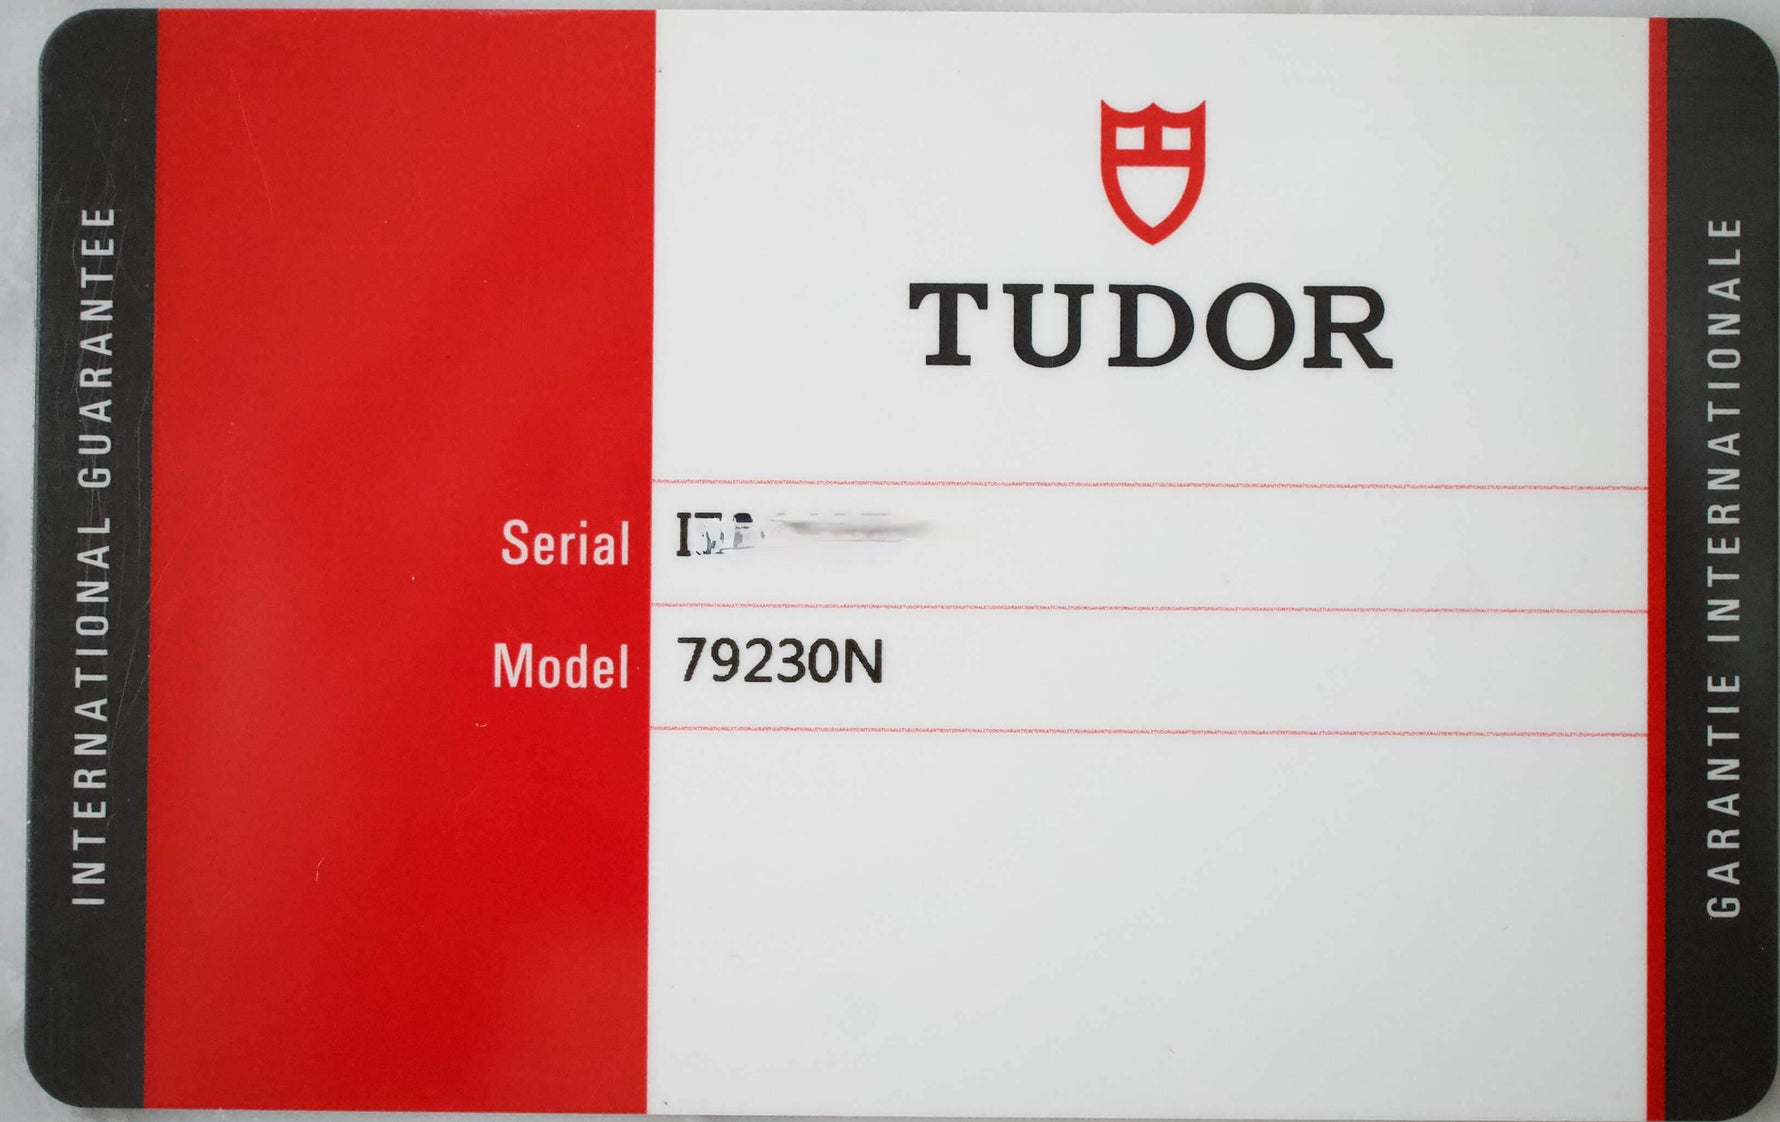 INTERNATIONAL GUARANTEE
TUDOR
Serial
Model 79230N
GARANTIE INTERNATIONALE